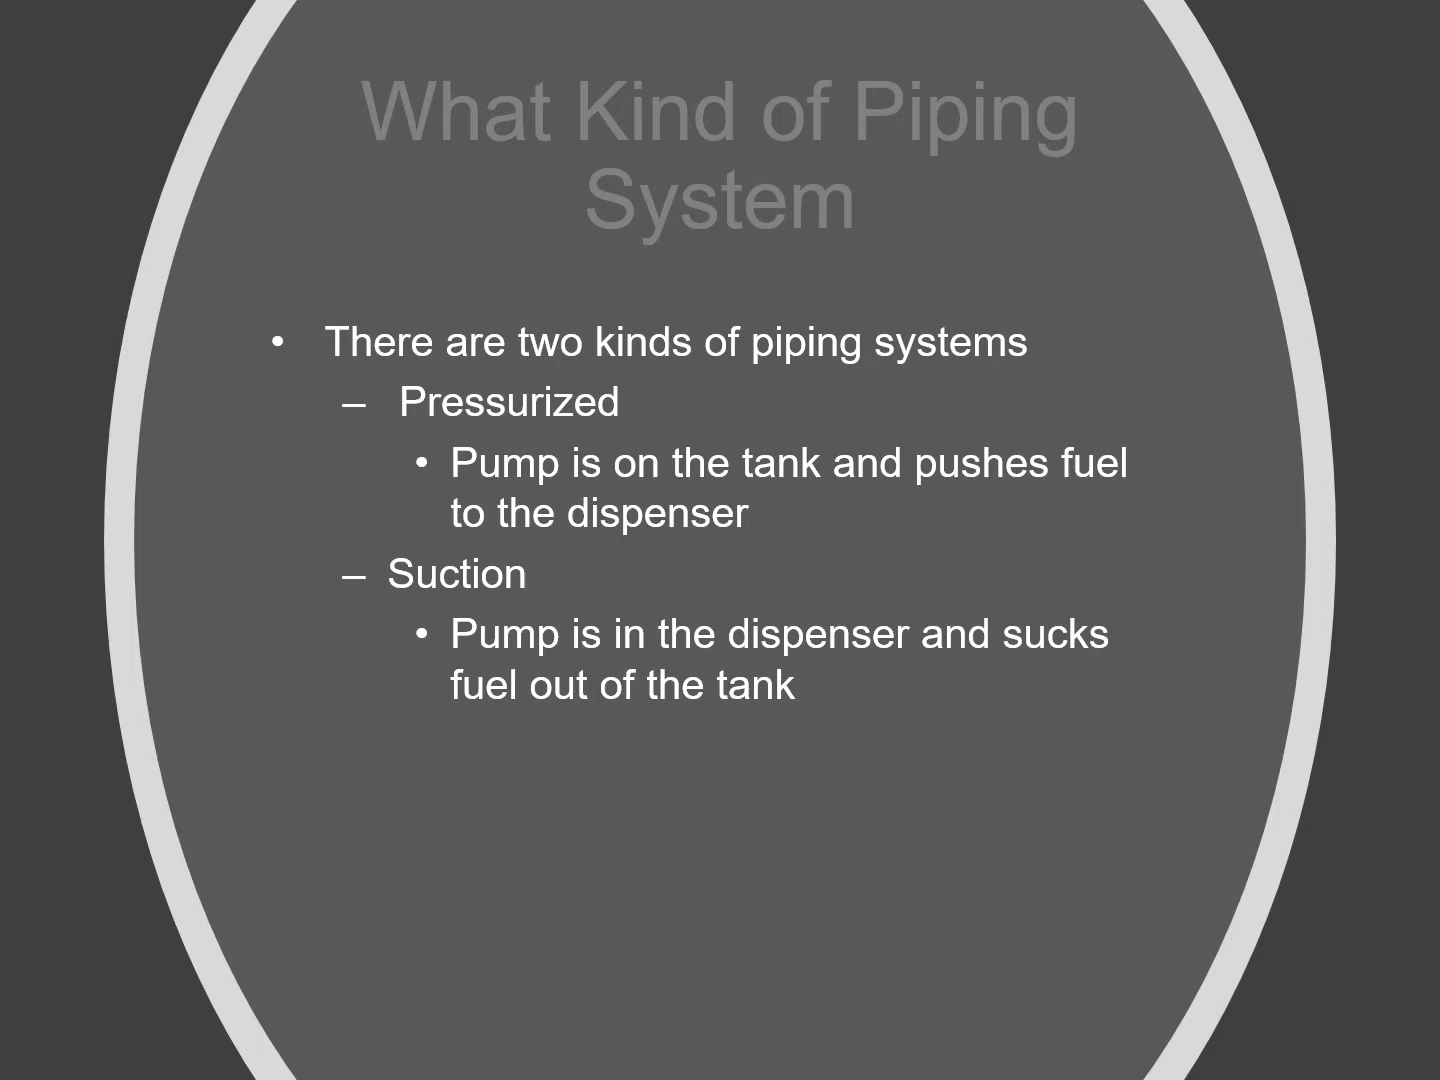 What Kind of Piping
System
• There are two kinds of piping systems
– Pressurized
• Pump is on the tank and pushes fuel
to the dispenser
– Suction
• Pump is in the dispenser and sucks
fuel out of the tank